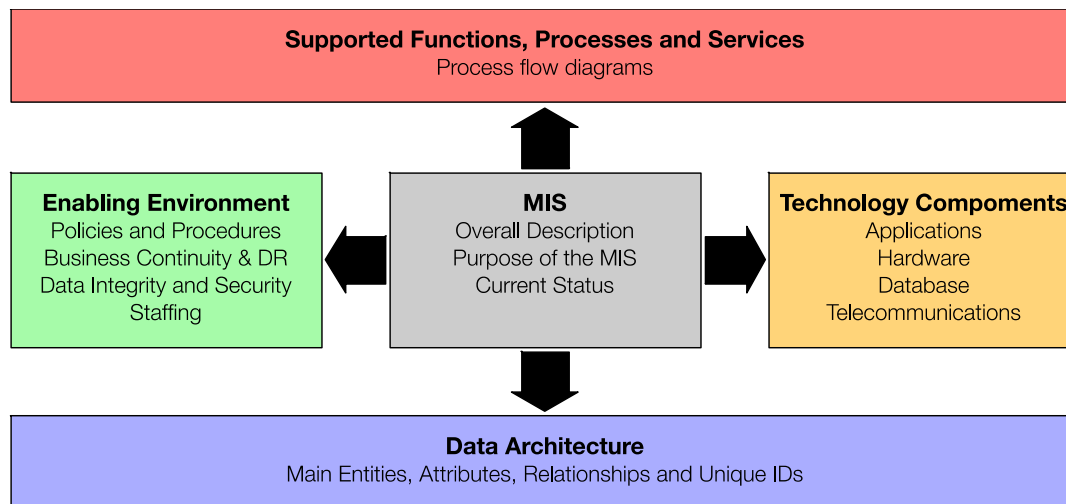 Supported Functions, Processes and Services
Process flow diagrams
Enabling Environment
Policies and Procedures
Business Continuity & DR
Data Integrity and Security
Staffing
MIS
Overall Description
Purpose of the MIS
Current Status
Technology Compoments
Applications
Hardware
Database
Telecommunications
Data Architecture
Main Entities, Attributes, Relationships and Unique IDs